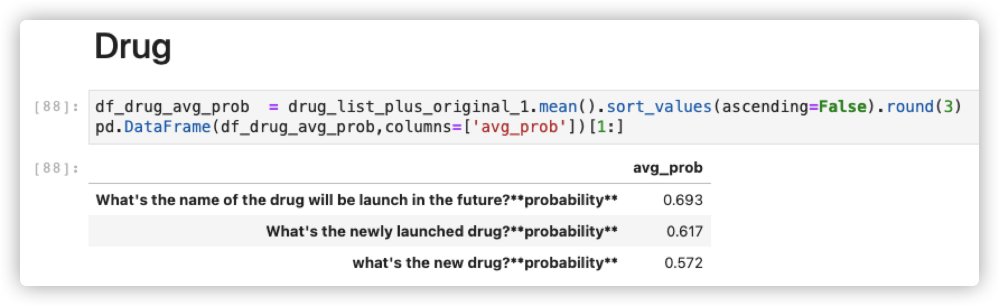 Drug
[88]: df_drug_avg_prob  = drug_list_plus_original_1.mean().sort_values(ascending=False).round(3)
pd.DataFrame(df_drug_avg_prob,columns=['avg_prob'])[1:]
[88]: avg_prob
What's the name of the drug will be launch in the future?**probability** 0.693
What's the newly launched drug?**probability** 0.617
what's the new drug?**probability** 0.572